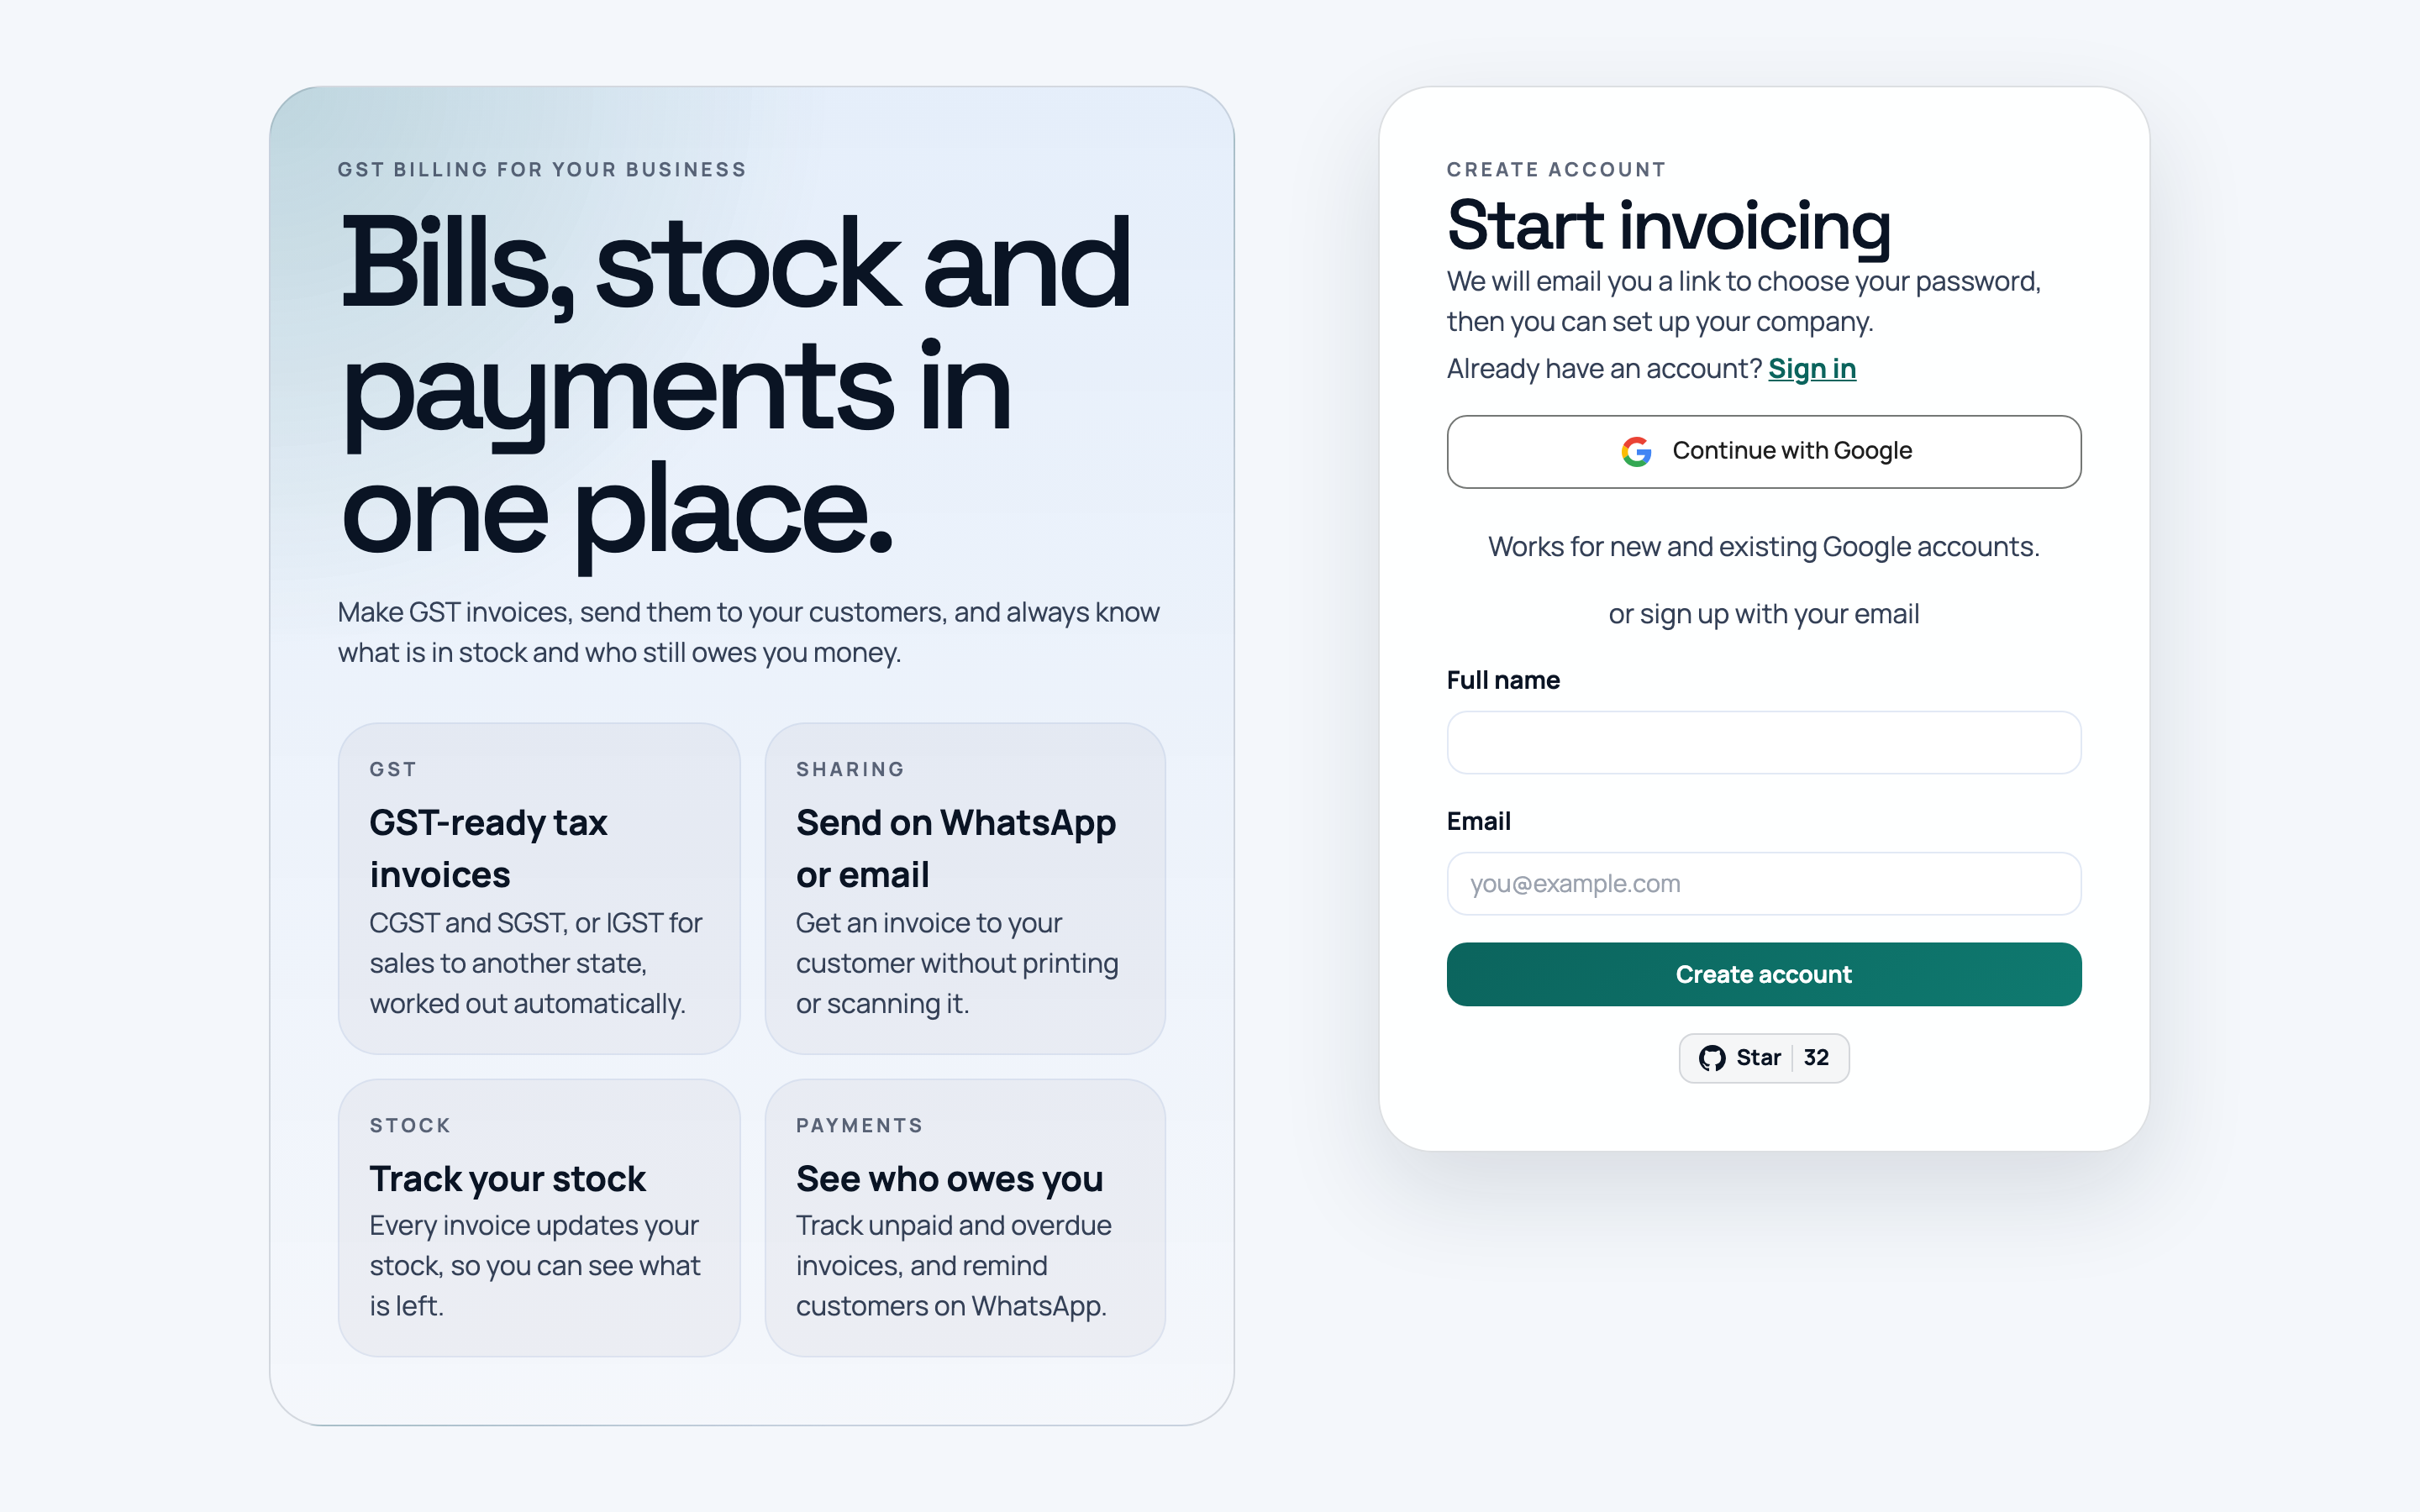 GST BILLING FOR YOUR BUSINESS
Bills, stock and
payments in
one place.
Make GST invoices, send them to your customers, and always know
what is in stock and who still owes you money.
GST
GST-ready tax
invoices
CGST and SGST, or IGST for
sales to another state,
worked out automatically.
SHARING
Send on WhatsApp
or email
Get an invoice to your
customer without printing
or scanning it.
STOCK
Track your stock
Every invoice updates your
stock, so you can see what
is left.
PAYMENTS
See who owes you
Track unpaid and overdue
invoices, and remind
customers on WhatsApp.
CREATE ACCOUNT
Start invoicing
We will email you a link to choose your password,
then you can set up your company.
Already have an account? Sign in
Continue with Google
Works for new and existing Google accounts.
or sign up with your email
Full name
Email
you@example.com
Create account
Star 32